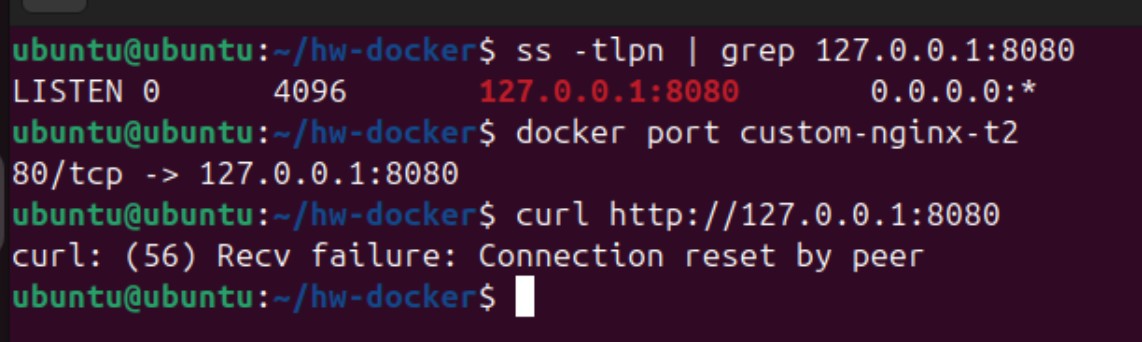 ubuntu@ubuntu:~/hw-docker$ ss -tlpn | grep 127.0.0.1:8080
LISTEN 0      4096      127.0.0.1:8080      0.0.0.0:*
ubuntu@ubuntu:~/hw-docker$ docker port custom-nginx-t2
80/tcp -> 127.0.0.1:8080
ubuntu@ubuntu:~/hw-docker$ curl http://127.0.0.1:8080
curl: (56) Recv failure: Connection reset by peer
ubuntu@ubuntu:~/hw-docker$